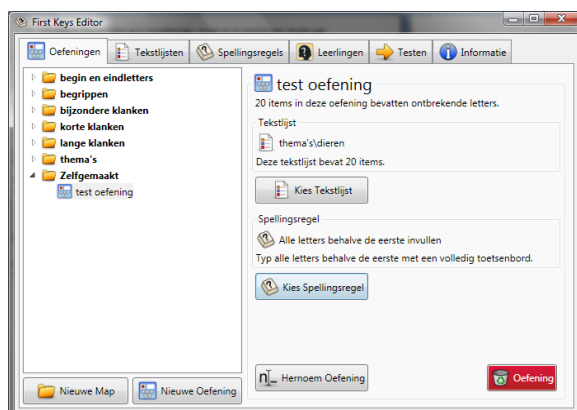 First Keys Editor
Oefeningen
Tekstlijsten
Spellingsregels
Leerlingen
Testen
Informatie
begin en eindletters
begrippen
bijzondere klanken
korte klanken
lange klanken
thema's
Zelfgemaakt
test oefening
test oefening
20 items in deze oefening bevatten ontbrekende letters.
Tekstlijst
thema's\dieren
Deze tekstlijst bevat 20 items.
Kies Tekstlijst
Spellingsregel
Alle letters behalve de eerste invullen
Typ alle letters behalve de eerste met een volledig toetsenbord.
Kies Spellingsregel
Hernoem Oefening
Oefening
Nieuwe Map
Nieuwe Oefening